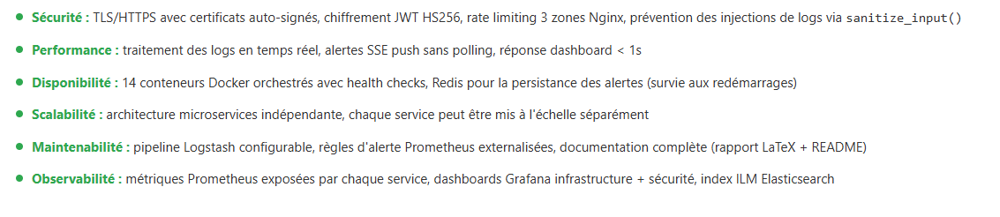 Sécurité : TLS/HTTPS avec certificats auto-signés, chiffrement JWT HS256, rate limiting 3 zones Nginx, prévention des injections de logs via sanitize_input()
Performance : traitement des logs en temps réel, alertes SSE push sans polling, réponse dashboard < 1s
Disponibilité : 14 conteneurs Docker orchestrés avec health checks, Redis pour la persistance des alertes (survie aux redémarrages)
Scalabilité : architecture microservices indépendante, chaque service peut être mis à l'échelle séparément
Maintenabilité : pipeline Logstash configurable, règles d'alerte Prometheus externalisées, documentation complète (rapport LaTeX + README)
Observabilité : métriques Prometheus exposées par chaque service, dashboards Grafana infrastructure + sécurité, index ILM Elasticsearch